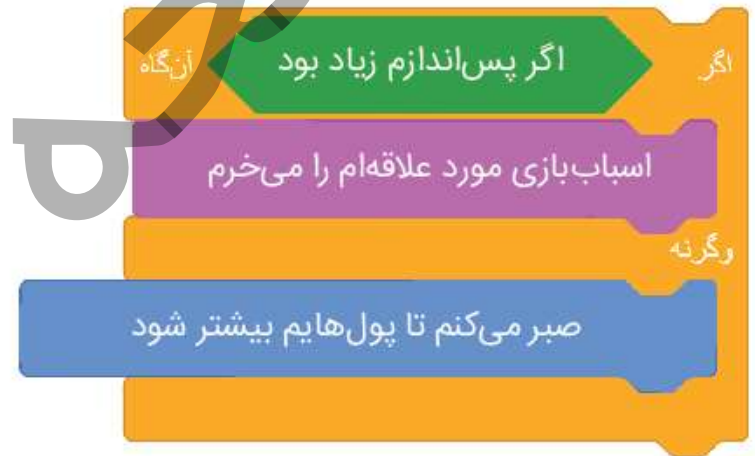 اگر اگر پس‌اندازم زیاد بود آن‌گاه
اسباب‌بازی مورد علاقه‌ام را می‌خرم
وگرنه
صبر می‌کنم تا پول‌هایم بیشتر شود